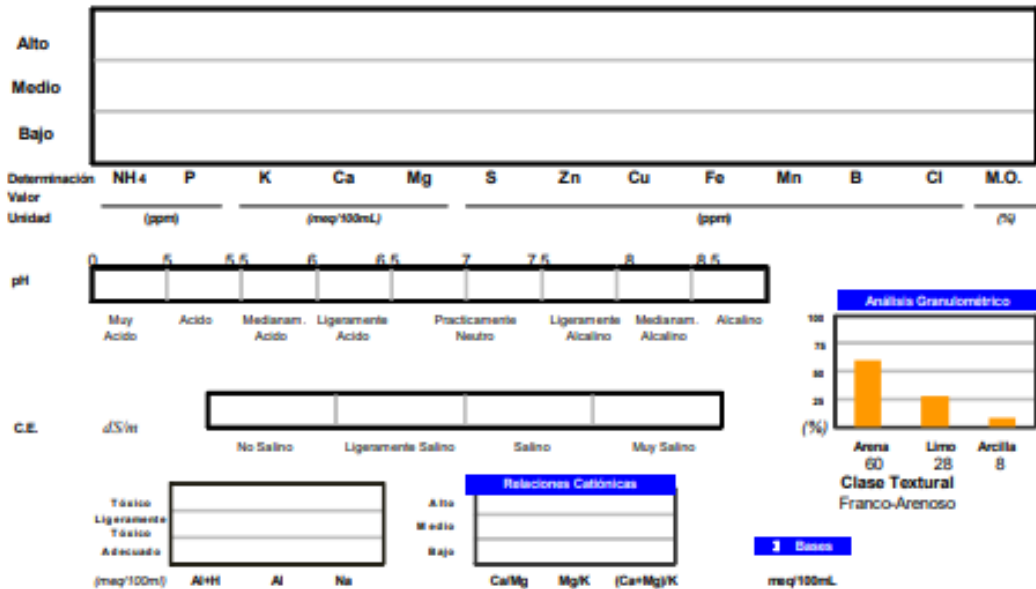 Alto
Medio
Bajo
Determinación NH4 P K Ca Mg S Zn Cu Fe Mn B Cl M.O.
Valor
Unidad (ppm) (meq/100mL) (ppm) (%)
0 5 5.5 6 6.5 7 7.5 8 8.5
pH
Muy Acido Medianam. Ligeramente Practicamente Ligeramente Medianam. Alcalino
Acido Acido Acido Neutro Alcalino Alcalino
Análisis Granulométrico
100
75
50
25
(%)
Arena Limo Arcilla
60 28 8
Clase Textural
Franco-Arenoso
C.E. dS/m
No Salino Ligeramente Salino Salino Muy Salino
Tóxico
Ligeramente
Tóxico
Adecuado
(meq/100ml) Al+H Al Na
Relaciones Catiónicas
Alto
Medio
Bajo
Ca/Mg Mg/K (Ca+Mg)/K
Bases
meq/100mL